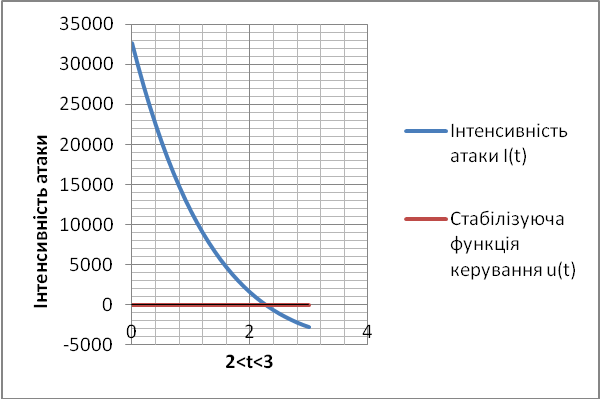 35000
30000
25000
20000
15000
10000
5000
0
-5000
0
2
4
Інтенсивність атаки
2<t<3
Інтенсивність
атаки I(t)
Стабілізуюча
функція
керування u(t)